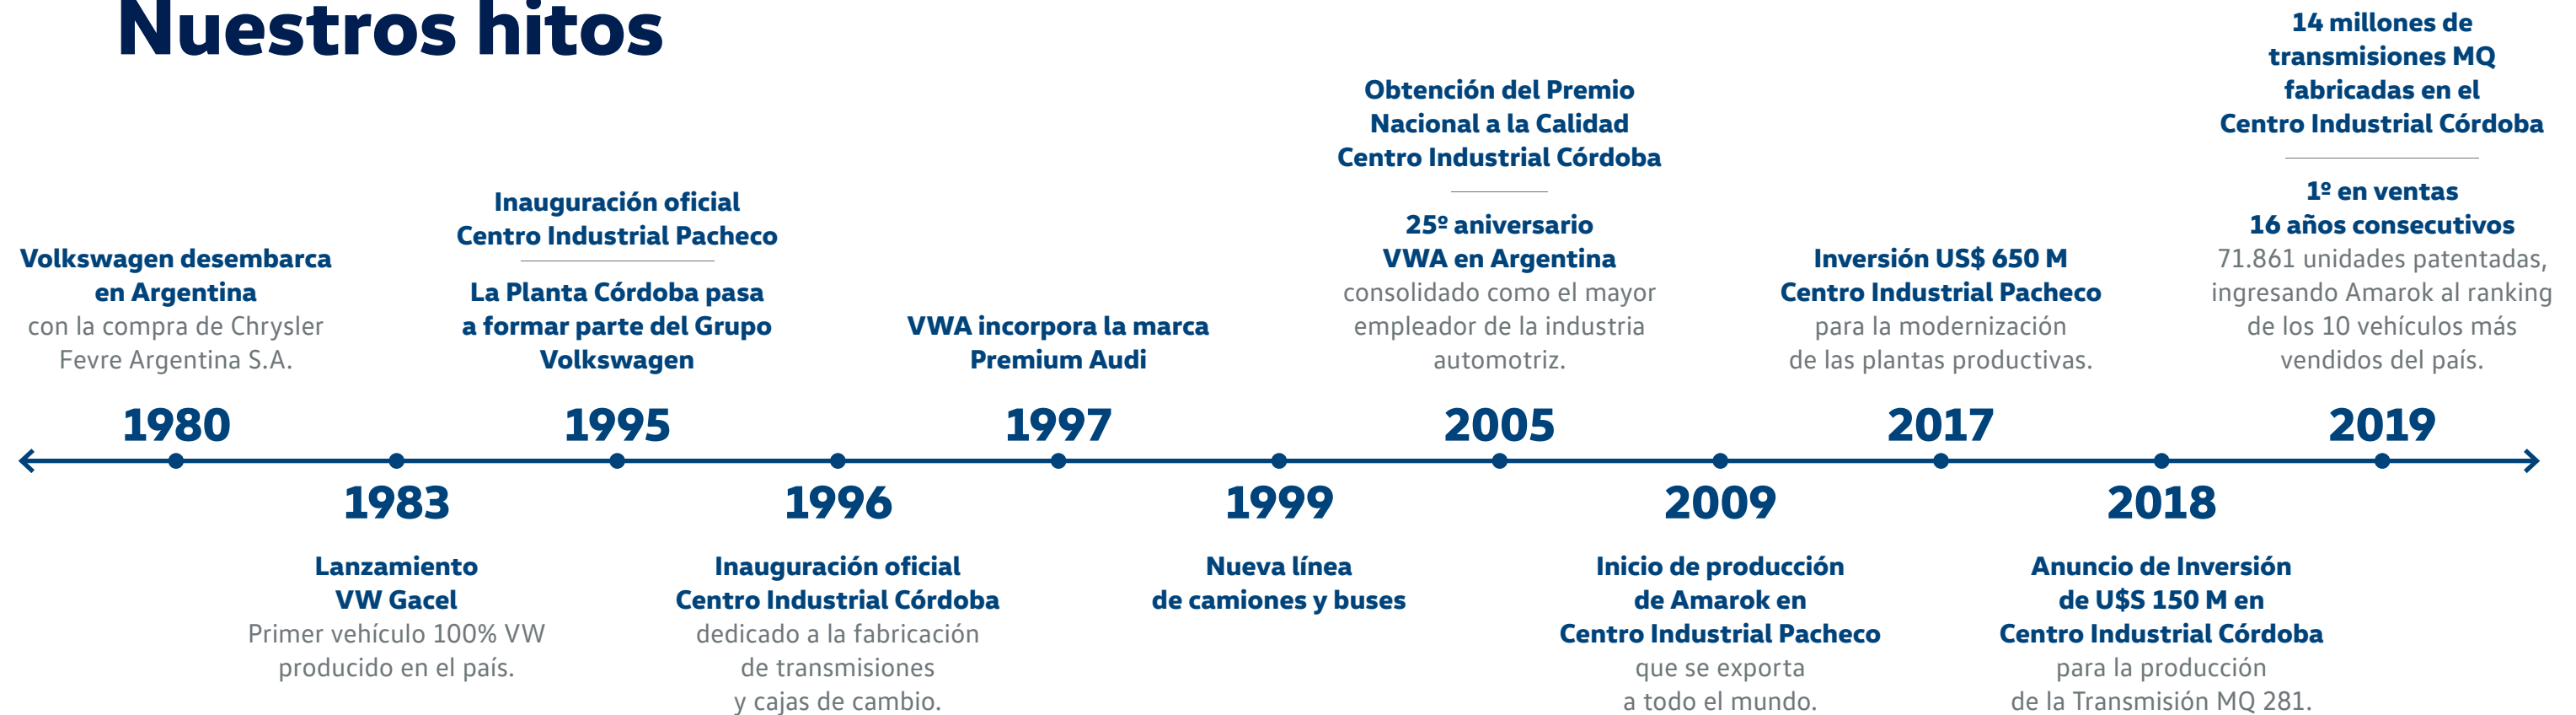 Nuestros hitos
Volkswagen desembarca
en Argentina
con la compra de Chrysler
Fevre Argentina S.A.
1980
1983
Lanzamiento
VW Gacel
Primer vehículo 100% VW
producido en el país.
Inauguración oficial
Centro Industrial Pacheco
La Planta Córdoba pasa
a formar parte del Grupo
Volkswagen
1995
1996
Inauguración oficial
Centro Industrial Córdoba
dedicado a la fabricación
de transmisiones
y cajas de cambio.
VWA incorpora la marca
Premium Audi
1997
1999
Nueva línea
de camiones y buses
Obtención del Premio
Nacional a la Calidad
Centro Industrial Córdoba
25º aniversario
VWA en Argentina
consolidado como el mayor
empleador de la industria
automotriz.
2005
2009
Inicio de producción
de Amarok en
Centro Industrial Pacheco
que se exporta
a todo el mundo.
Inversión US$ 650 M
Centro Industrial Pacheco
para la modernización
de las plantas productivas.
2017
2018
Anuncio de Inversión
de U$S 150 M en
Centro Industrial Córdoba
para la producción
de la Transmisión MQ 281.
14 millones de
transmisiones MQ
fabricadas en el
Centro Industrial Córdoba
1º en ventas
16 años consecutivos
71.861 unidades patentadas,
ingresando Amarok al ranking
de los 10 vehículos más
vendidos del país.
2019